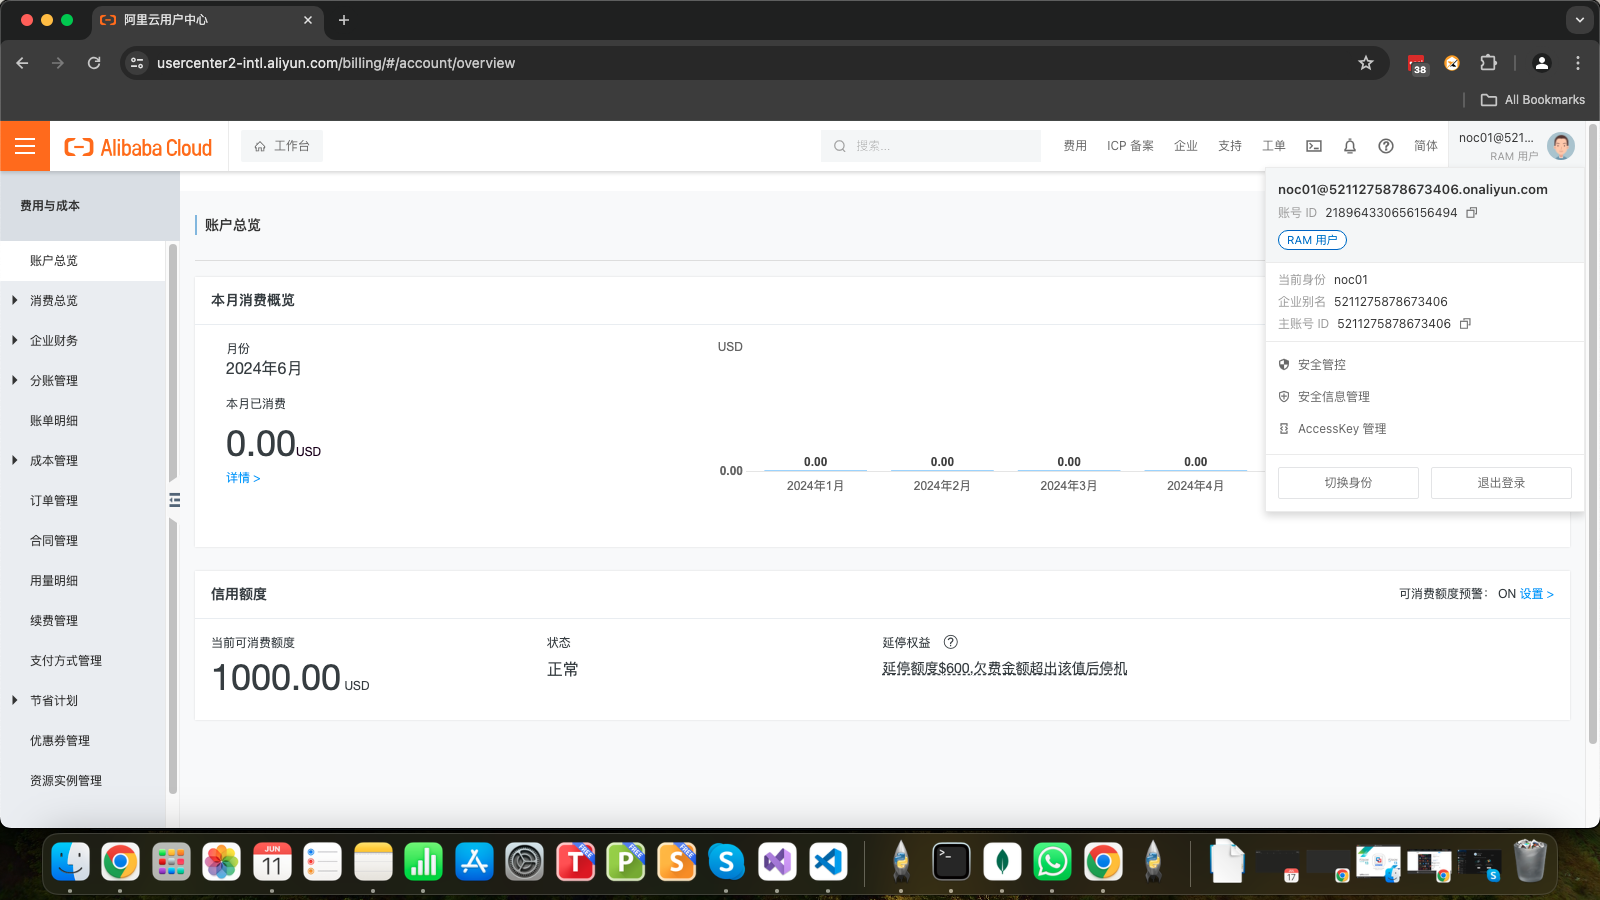 阿里云用户中心
usercenter2-intl.aliyun.com/billing/#/account/overview
38
All Bookmarks
Alibaba Cloud
工作台
搜索...
费用
ICP 备案
企业
支持
工单
简体
noc01@521...
RAM 用户
noc01@5211275878673406.onaliyun.com
账号 ID 218964330656156494
RAM 用户
当前身份 noc01
企业别名 5211275878673406
主账号 ID 5211275878673406
安全管控
安全信息管理
AccessKey 管理
切换身份
退出登录
费用与成本
账户总览
消费总览
企业财务
分账管理
账单明细
成本管理
订单管理
合同管理
用量明细
续费管理
支付方式管理
节省计划
优惠券管理
资源实例管理
账户总览
本月消费概览
月份
2024年6月
本月已消费
0.00USD
详情 >
USD
0.00
0.00
0.00
0.00
0.00
2024年1月
2024年2月
2024年3月
2024年4月
信用额度
可消费额度预警： ON 设置 >
当前可消费额度
1000.00 USD
状态
正常
延停权益
延停额度$600,欠费金额超出该值后停机
JUN
11
T
FREE
P
FREE
S
FREE
S
>_
17
S